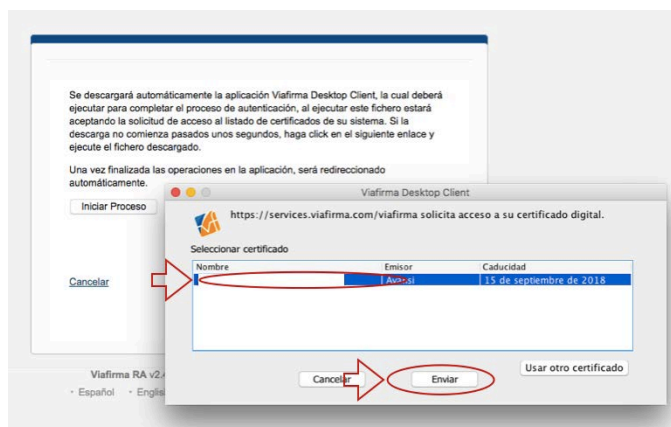 Se descargará automáticamente la aplicación Viafirma Desktop Client, la cual deberá
ejecutar para completar el proceso de autenticación, al ejecutar este fichero estará
aceptando la solicitud de acceso al listado de certificados de su sistema. Si la
descarga no comienza pasados unos segundos, haga click en el siguiente enlace y
ejecute el fichero descargado.
Una vez finalizada las operaciones en la aplicación, será redireccionado
automáticamente.
Iniciar Proceso
Cancelar
Viafirma Desktop Client
https://services.viafirma.com/viafirma solicita acceso a su certificado digital.
Seleccionar certificado
Nombre Emisor Caducidad
Avansi 15 de septiembre de 2018
Usar otro certificado
Cancelar Enviar
Viafirma RA
· Español · English